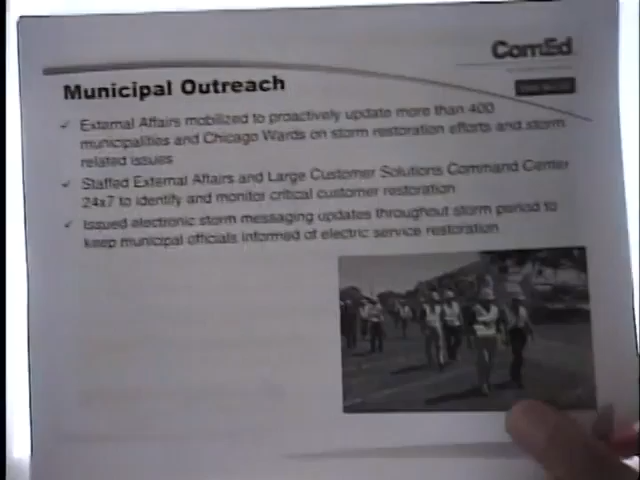 ComEd
Municipal Outreach
✓ External Affairs mobilized to proactively update more than 400
municipalities and Chicago Wards on storm restoration efforts and storm
related issues
✓ Staffed External Affairs and Large Customer Solutions Command Center
24x7 to identify and monitor critical customer restoration
✓ Issued electronic storm messaging updates throughout storm period to
keep municipal officials informed of electric service restoration